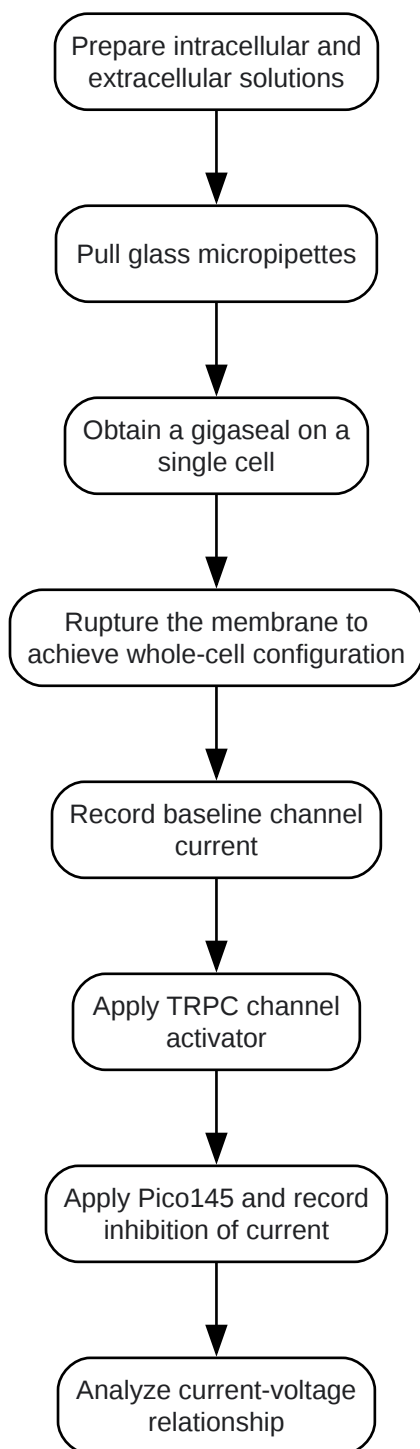 Prepare intracellular and
extracellular solutions
Pull glass micropipettes
Obtain a gigaseal on a
single cell
Rupture the membrane to
achieve whole-cell configuration
Record baseline channel
current
Apply TRPC channel
activator
Apply Pico145 and record
inhibition of current
Analyze current-voltage
relationship